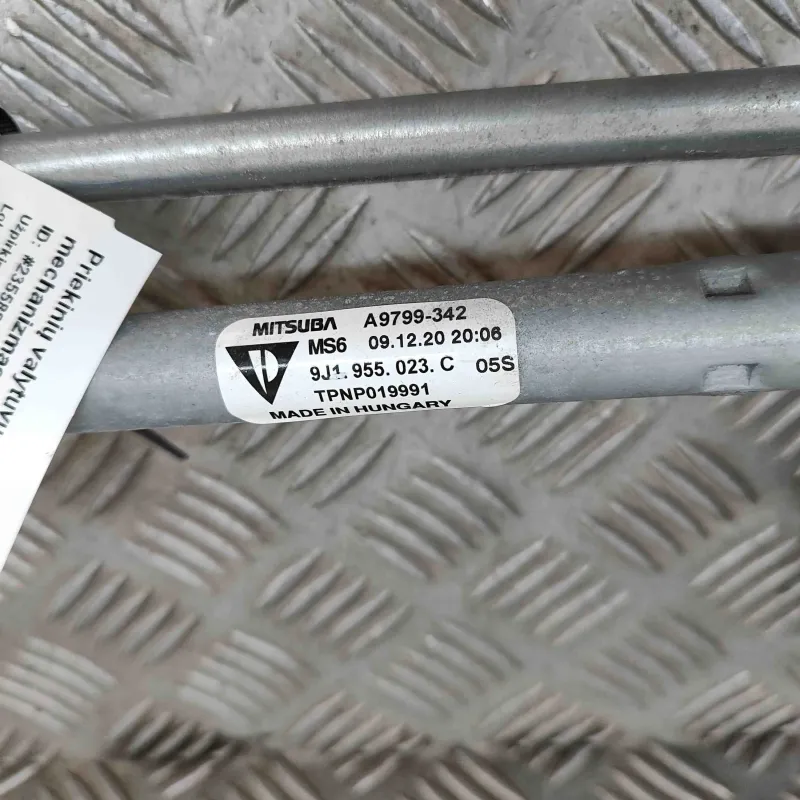 MITSUBA A9799-342
MS6 09.12.20 20:06
9J1. 955. 023. C 05S
TPNP019991
MADE IN HUNGARY
Priekinių
mechanizmas
ID: